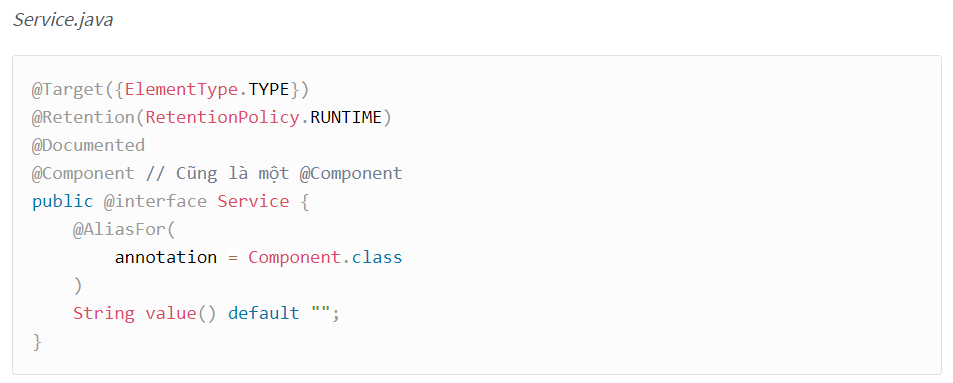 Service.java
@Target({ElementType.TYPE})
@Retention(RetentionPolicy.RUNTIME)
@Documented
@Component // Cũng là một @Component
public @interface Service {
    @AliasFor(
        annotation = Component.class
    )
    String value() default "";
}